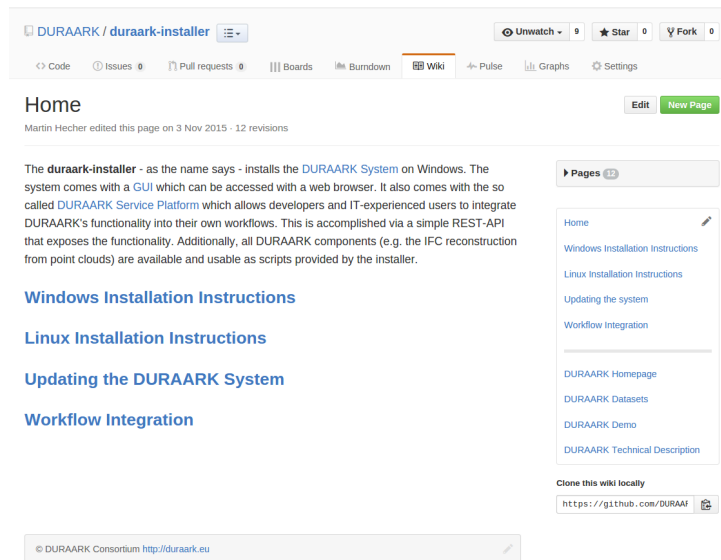 DURAARK / duraark-installer
Unwatch 9 Star 0 Fork 0
Code Issues 0 Pull requests 0 Boards Burndown Wiki Pulse Graphs Settings
Home
Edit New Page
Martin Hecher edited this page on 3 Nov 2015 · 12 revisions
The duraark-installer - as the name says - installs the DURAARK System on Windows. The
system comes with a GUI which can be accessed with a web browser. It also comes with the so
called DURAARK Service Platform which allows developers and IT-experienced users to integrate
DURAARK's functionality into their own workflows. This is accomplished via a simple REST-API
that exposes the functionality. Additionally, all DURAARK components (e.g. the IFC reconstruction
from point clouds) are available and usable as scripts provided by the installer.
Windows Installation Instructions
Linux Installation Instructions
Updating the DURAARK System
Workflow Integration
Pages 12
Home
Windows Installation Instructions
Linux Installation Instructions
Updating the system
Workflow Integration
DURAARK Homepage
DURAARK Datasets
DURAARK Demo
DURAARK Technical Description
Clone this wiki locally
https://github.com/DURAAR
© DURAARK Consortium http://duraark.eu